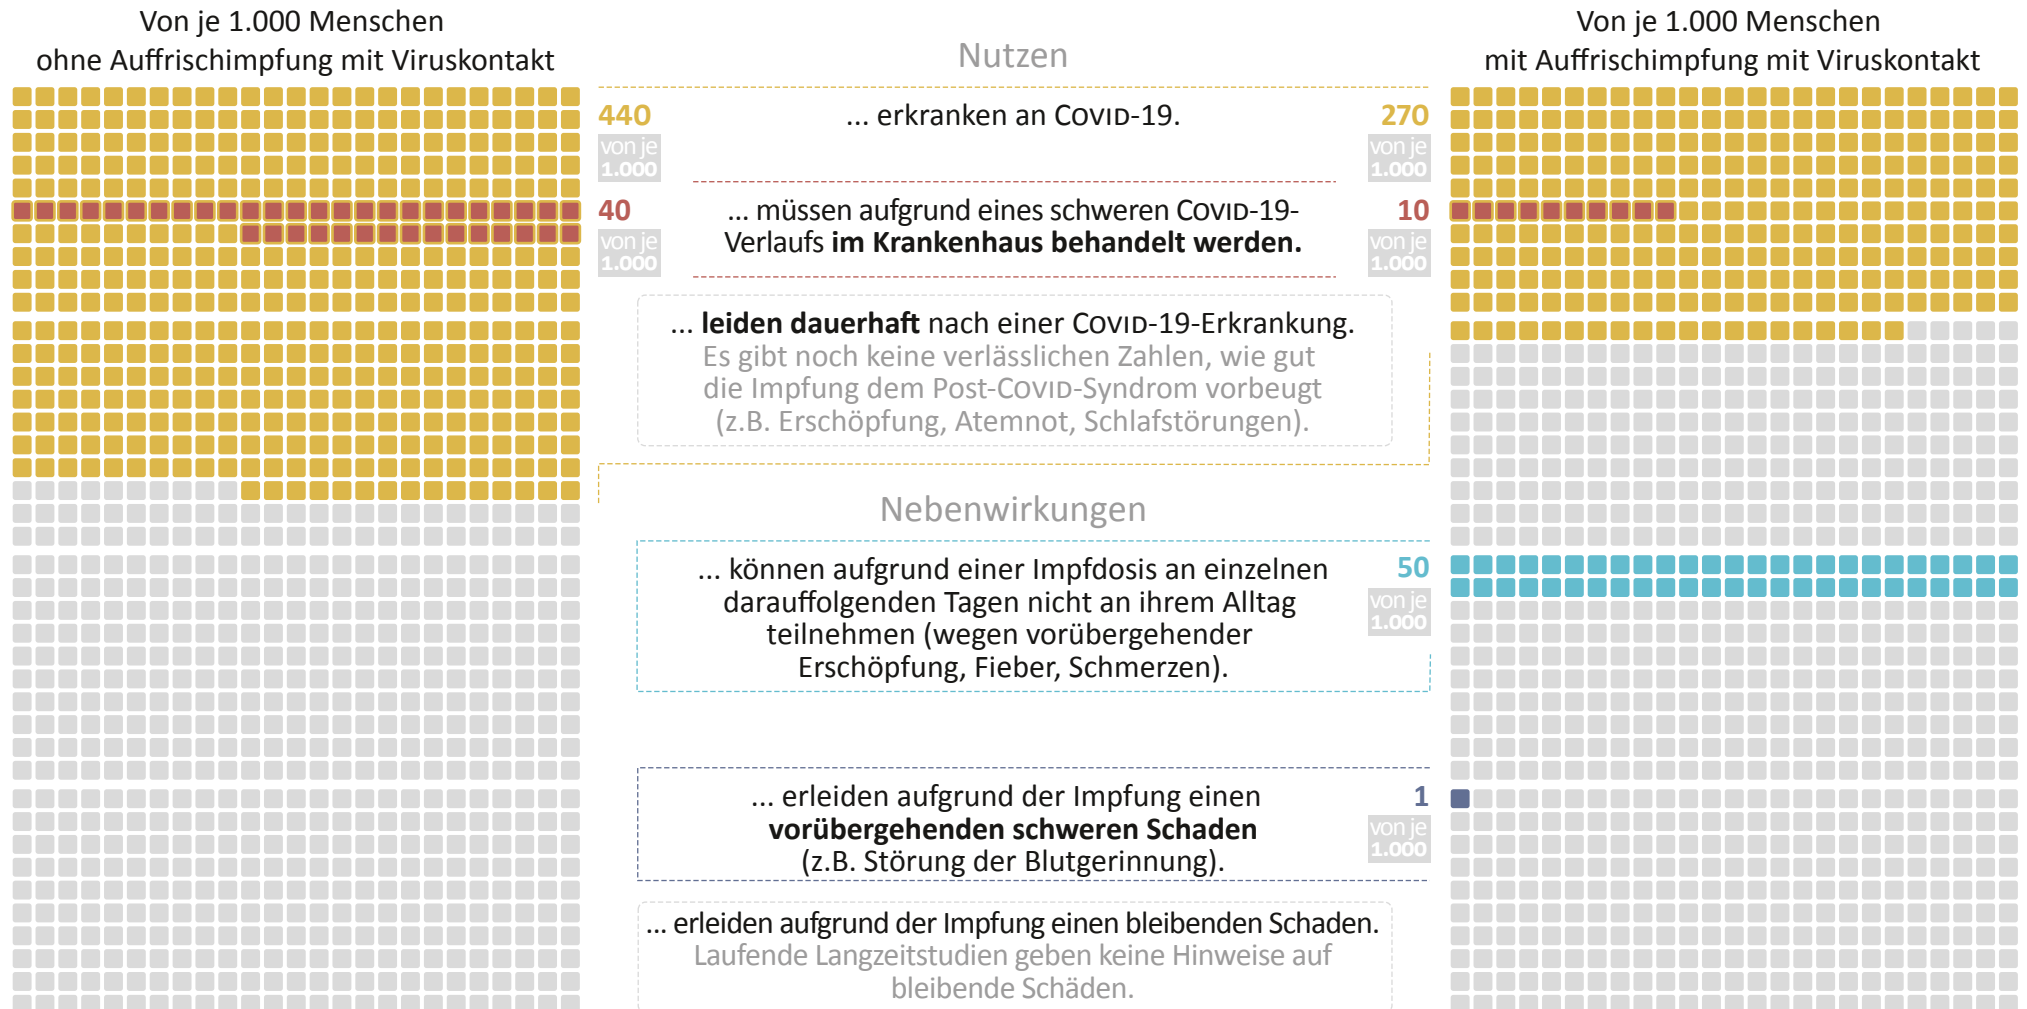 Von je 1.000 Menschen
ohne Auffrischimpfung mit Viruskontakt
Nutzen
Von je 1.000 Menschen
mit Auffrischimpfung mit Viruskontakt
440
von je
1.000
... erkranken an COVID-19.
270
von je
1.000
40
von je
1.000
... müssen aufgrund eines schweren COVID-19-
Verlaufs im Krankenhaus behandelt werden.
10
von je
1.000
... leiden dauerhaft nach einer COVID-19-Erkrankung.
Es gibt noch keine verlässlichen Zahlen, wie gut
die Impfung dem Post-COVID-Syndrom vorbeugt
(z.B. Erschöpfung, Atemnot, Schlafstörungen).
Nebenwirkungen
... können aufgrund einer Impfdosis an einzelnen
darauffolgenden Tagen nicht an ihrem Alltag
teilnehmen (wegen vorübergehender
Erschöpfung, Fieber, Schmerzen).
50
von je
1.000
... erleiden aufgrund der Impfung einen
vorübergehenden schweren Schaden
(z.B. Störung der Blutgerinnung).
1
von je
1.000
... erleiden aufgrund der Impfung einen bleibenden Schaden.
Laufende Langzeitstudien geben keine Hinweise auf
bleibende Schäden.